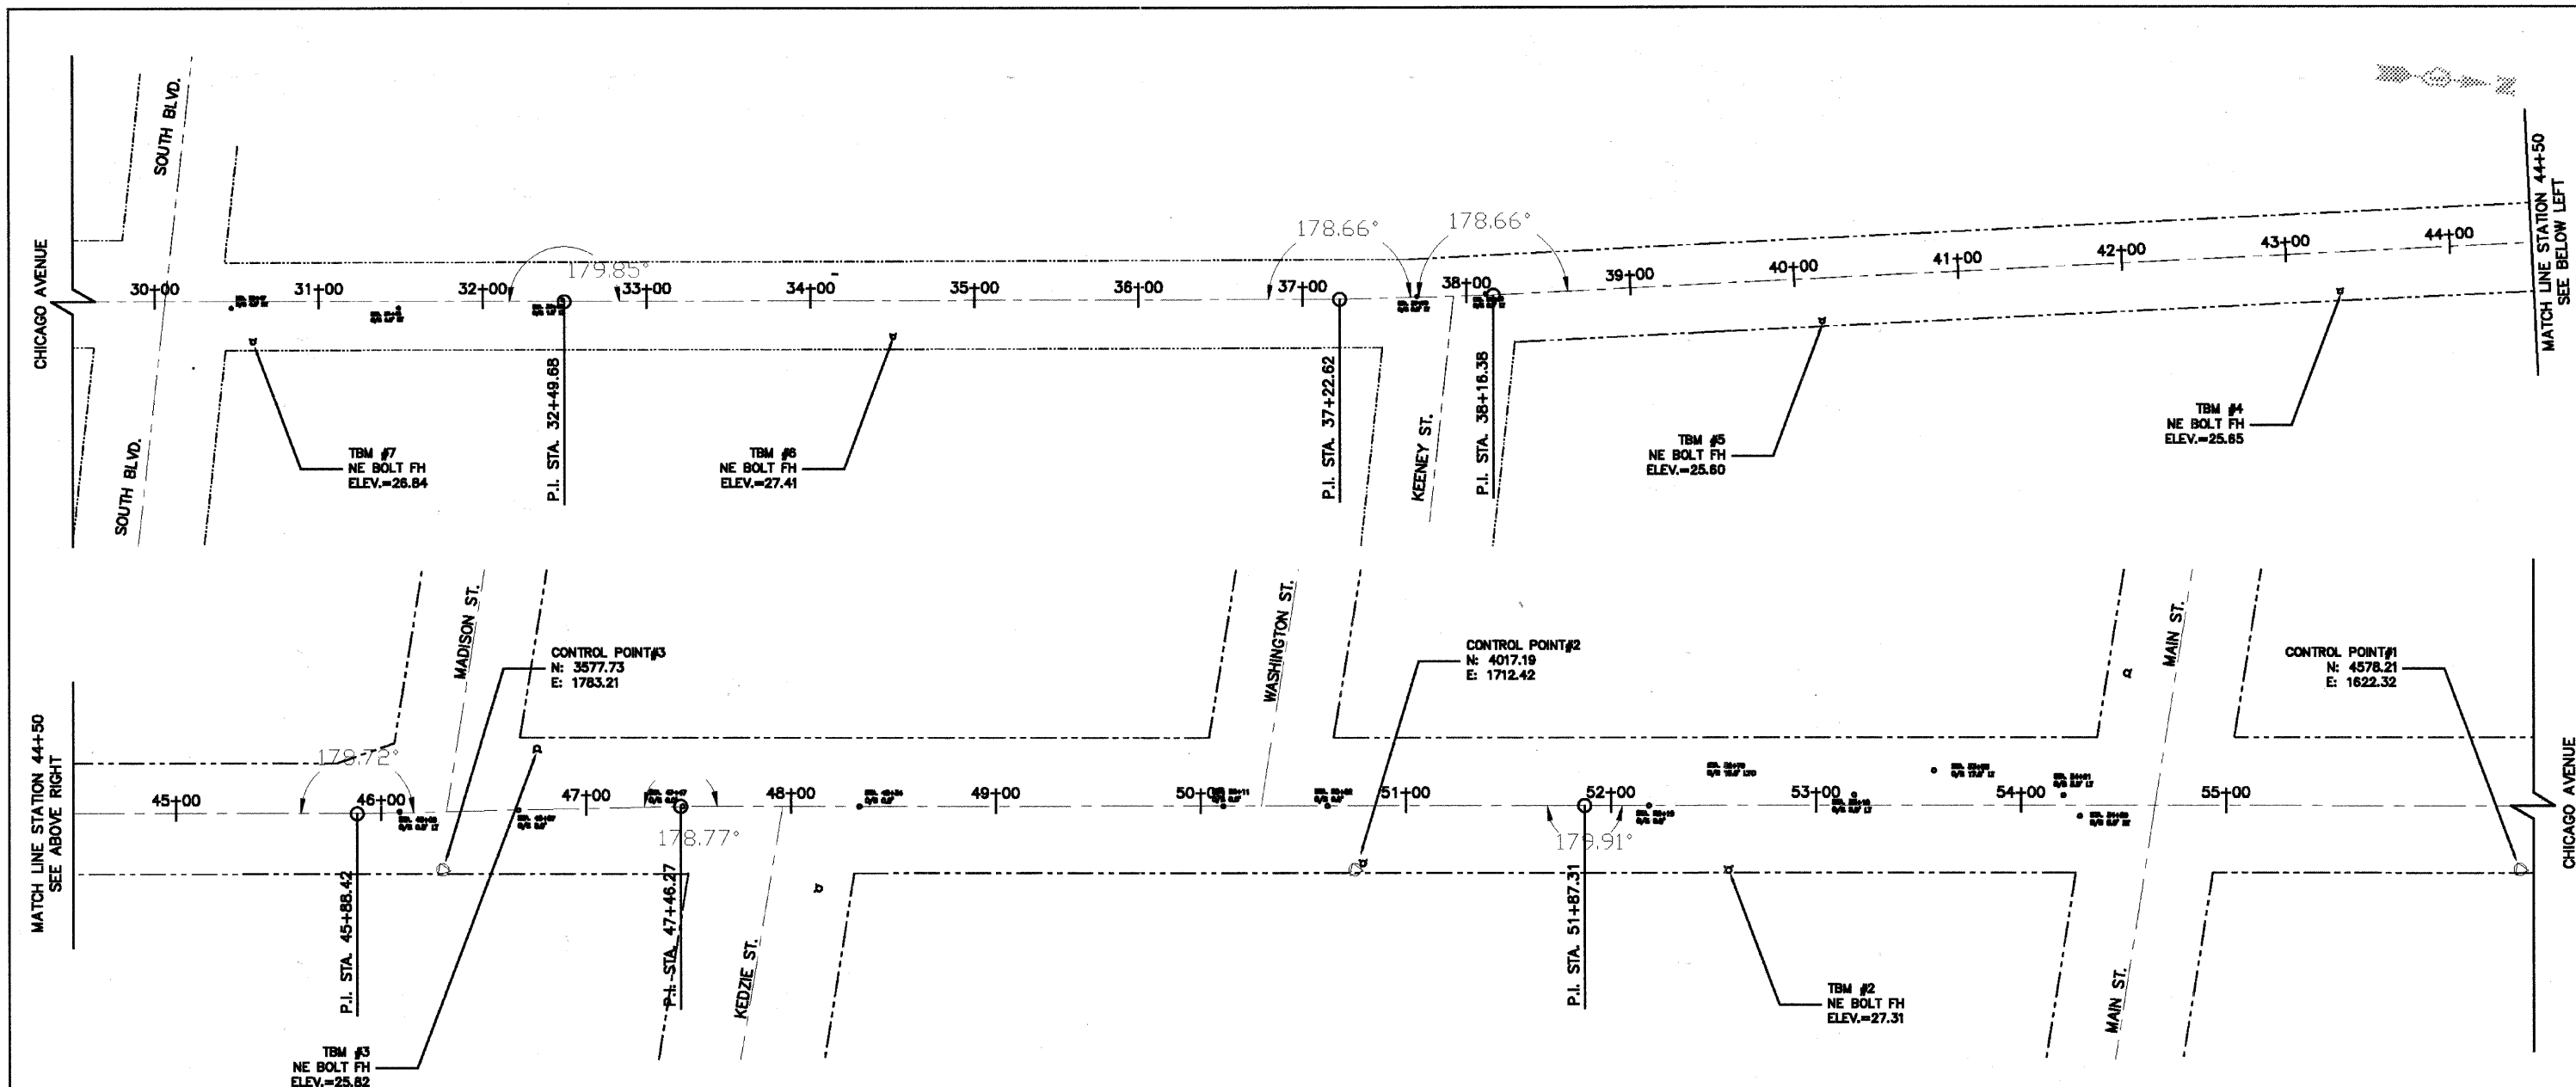 SOUTH BLVD.
CHICAGO AVENUE
30+00
31+00
32+00
33+00
34+00
35+00
36+00
37+00
38+00
39+00
40+00
41+00
42+00
43+00
44+00
179.85°
178.66°
178.66°
MATCH LINE STATION 44+50
SEE BELOW LEFT
SOUTH BLVD.
TBM #7
NE BOLT FH
ELEV.=26.84
P.I. STA. 32+49.68
TBM #6
NE BOLT FH
ELEV.=27.41
P.I. STA. 37+22.62
KEENEY ST.
P.I. STA. 38+16.38
TBM #5
NE BOLT FH
ELEV.=25.60
TBM #4
NE BOLT FH
ELEV.=25.65
MATCH LINE STATION 44+50
SEE ABOVE RIGHT
MADISON ST.
CONTROL POINT#3
N: 3577.73
E: 1783.21
WASHINGTON ST.
CONTROL POINT#2
N: 4017.19
E: 1712.42
MAIN ST.
CONTROL POINT#1
N: 4578.21
E: 1622.32
CHICAGO AVENUE
179.72°
45+00
46+00
47+00
48+00
49+00
50+00
51+00
52+00
53+00
54+00
55+00
178.77°
179.91°
P.I. STA. 45+88.42
P.I. STA. 47+46.27
KEDZIE ST.
P.I. STA. 51+87.31
TBM #2
NE BOLT FH
ELEV.=27.31
MAIN ST.
TBM #3
NE BOLT FH
ELEV.=25.82